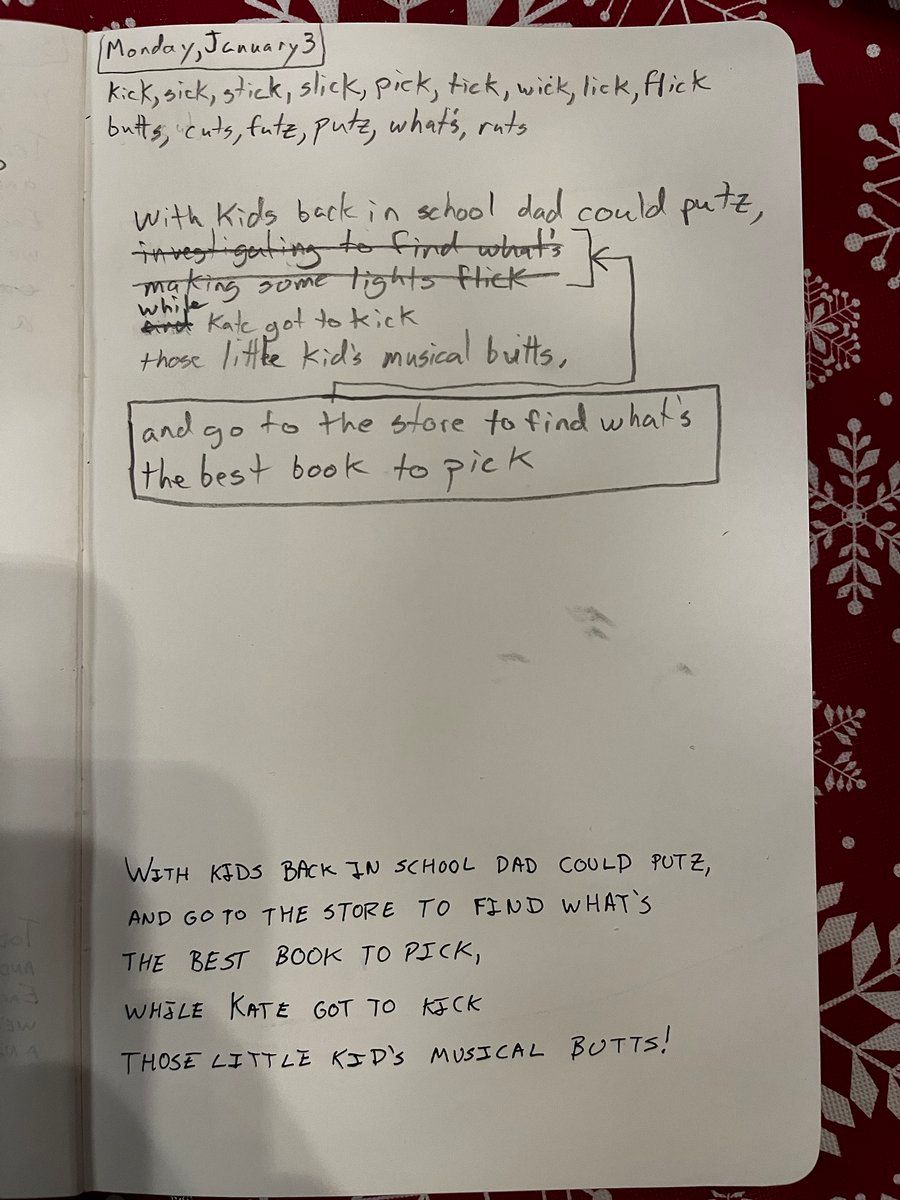 Monday, January 3
kick, sick, stick, slick, pick, tick, wick, lick, flick
butts, cuts, futz, putz, what's, ruts
With kids back in school dad could putz,
investigating to find what's
making some lights flick
while
and Kate got to kick
those little kid's musical butts,
and go to the store to find what's
the best book to pick
WITH KIDS BACK IN SCHOOL DAD COULD PUTZ,
AND GO TO THE STORE TO FIND WHAT'S
THE BEST BOOK TO PICK,
WHILE KATE GOT TO KICK
THOSE LITTLE KID'S MUSICAL BUTTS!